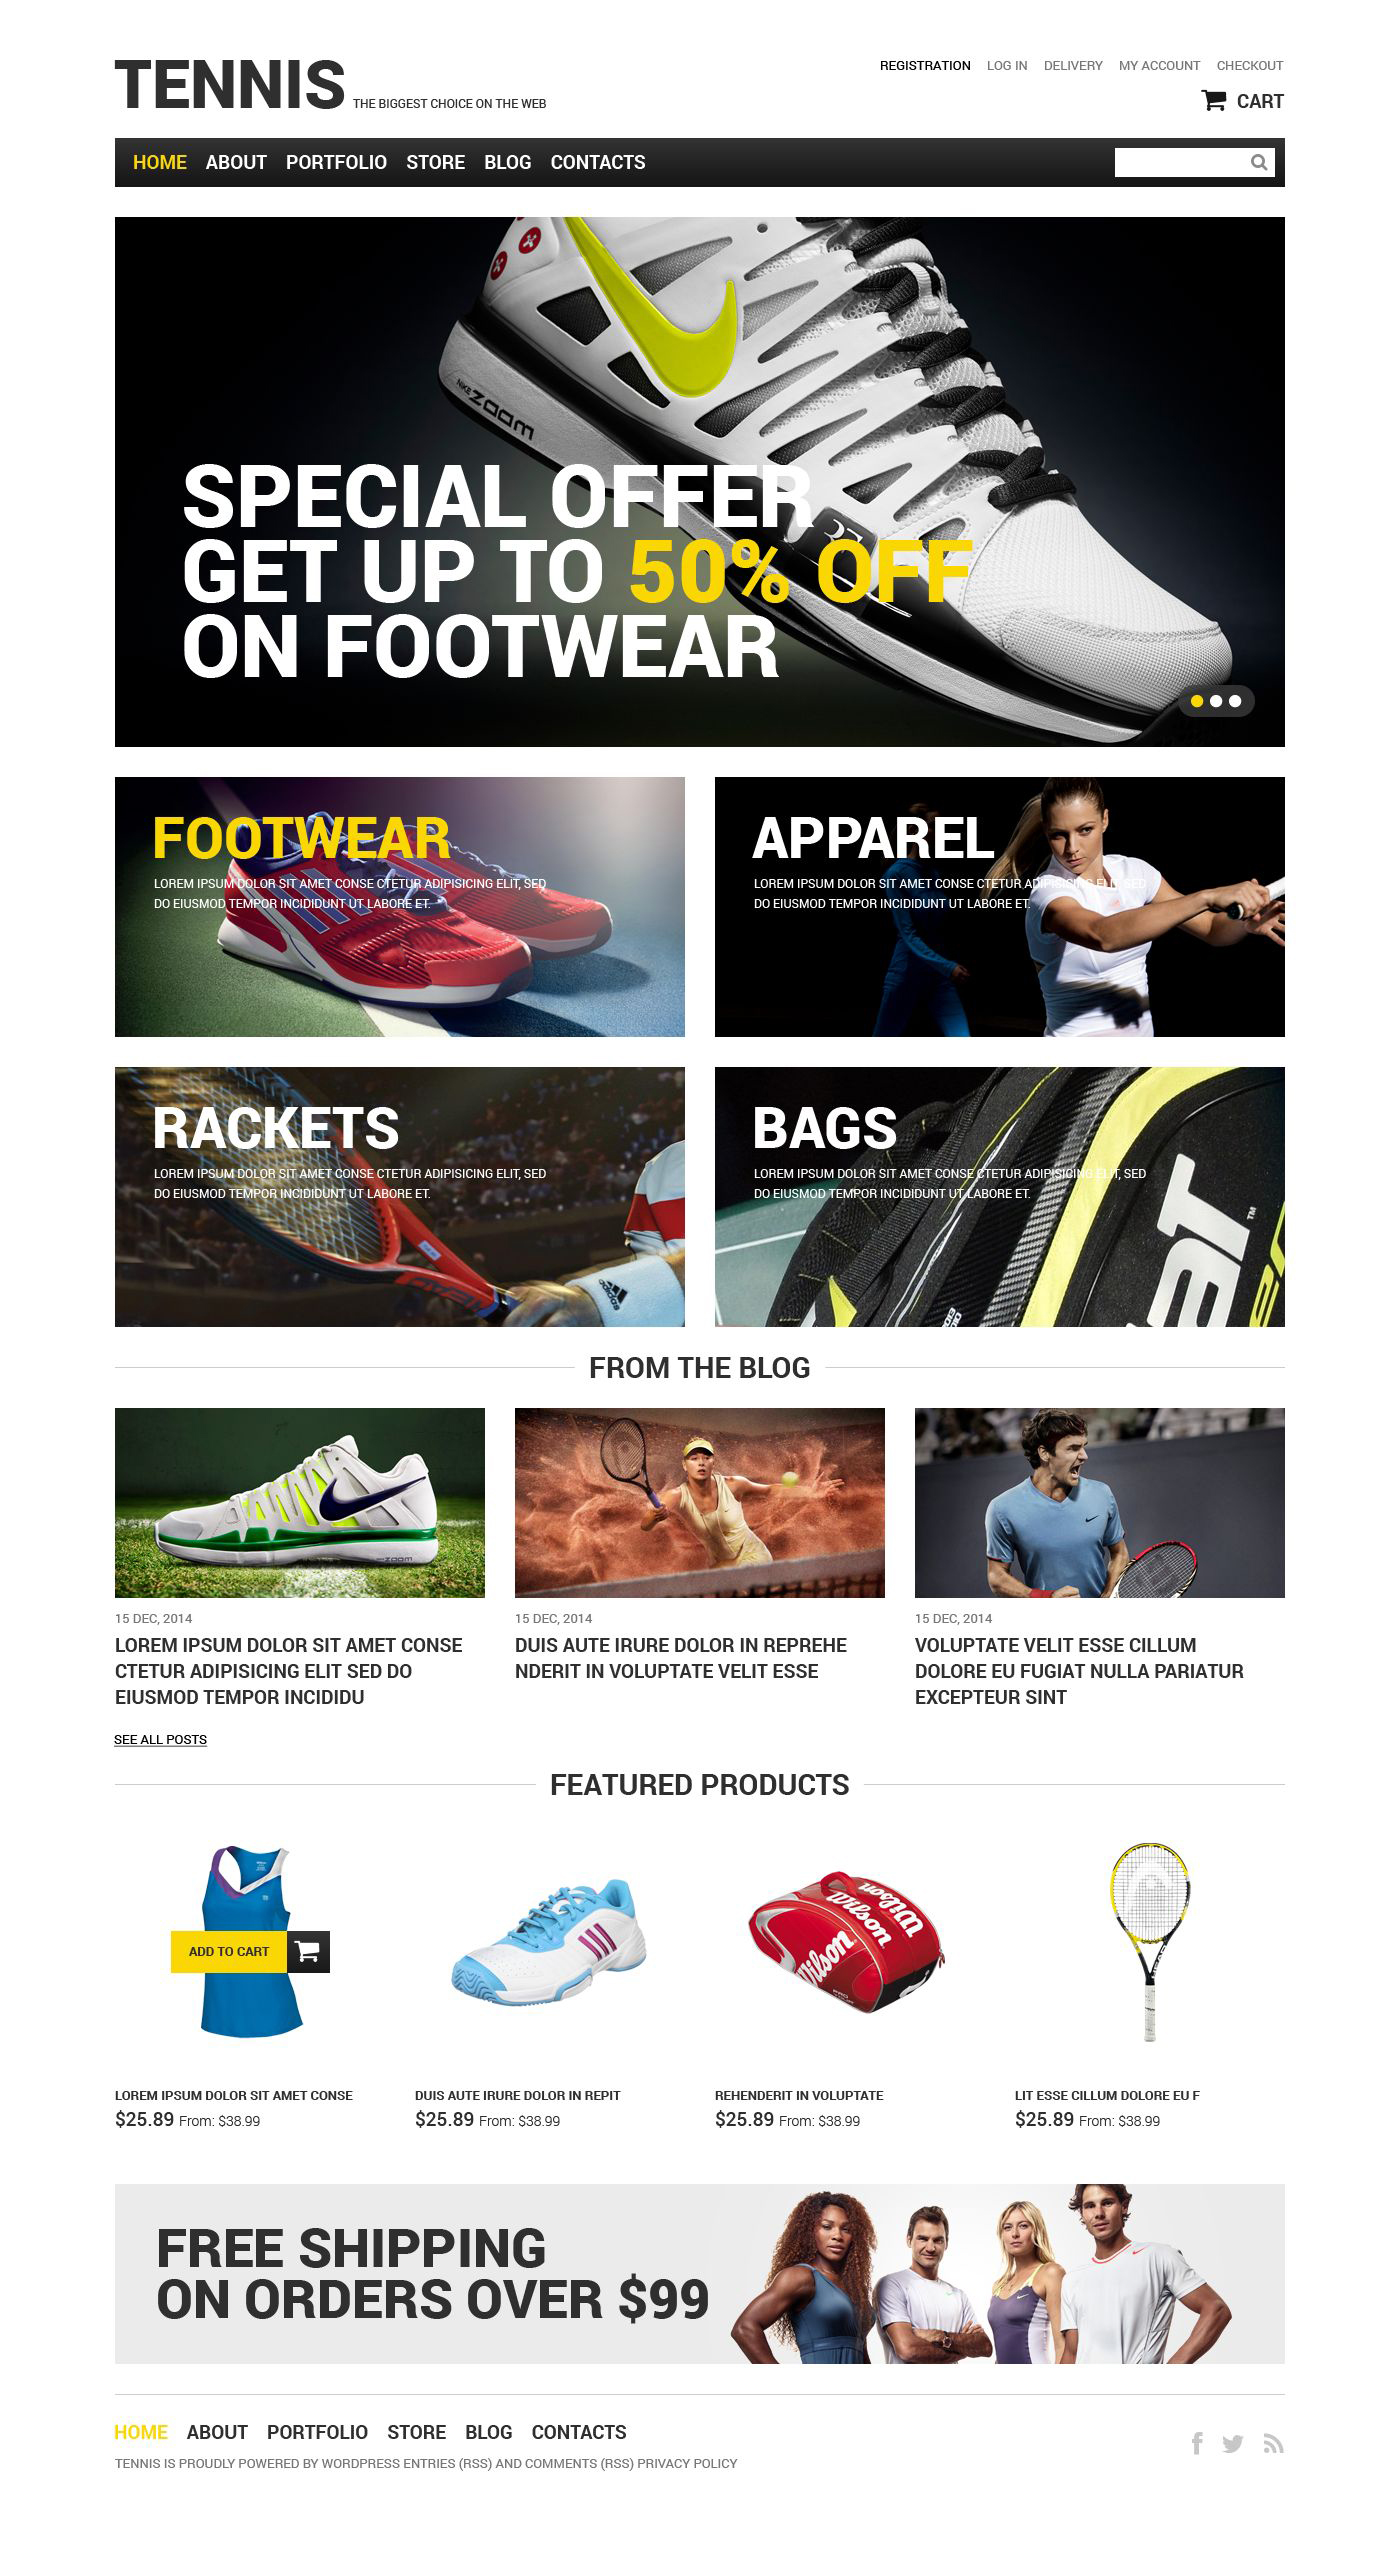 TENNIS THE BIGGEST CHOICE ON THE WEB
REGISTRATION LOG IN DELIVERY MY ACCOUNT CHECKOUT
CART
HOME ABOUT PORTFOLIO STORE BLOG CONTACTS
NIKE ZOOM
SPECIAL OFFER
GET UP TO 50% OFF
ON FOOTWEAR
FOOTWEAR
LOREM IPSUM DOLOR SIT AMET CONSE CTETUR ADIPISICING ELIT, SED
DO EIUSMOD TEMPOR INCIDIDUNT UT LABORE ET.
APPAREL
LOREM IPSUM DOLOR SIT AMET CONSE CTETUR ADIPISICING ELIT, SED
DO EIUSMOD TEMPOR INCIDIDUNT UT LABORE ET.
RACKETS
LOREM IPSUM DOLOR SIT AMET CONSE CTETUR ADIPISICING ELIT, SED
DO EIUSMOD TEMPOR INCIDIDUNT UT LABORE ET.
adidas
BAGS
LOREM IPSUM DOLOR SIT AMET CONSE CTETUR ADIPISICING ELIT, SED
DO EIUSMOD TEMPOR INCIDIDUNT UT LABORE ET.
FROM THE BLOG
ZOOM
15 DEC, 2014
LOREM IPSUM DOLOR SIT AMET CONSE
CTETUR ADIPISICING ELIT SED DO
EIUSMOD TEMPOR INCIDIDU
15 DEC, 2014
DUIS AUTE IRURE DOLOR IN REPREHE
NDERIT IN VOLUPTATE VELIT ESSE
15 DEC, 2014
VOLUPTATE VELIT ESSE CILLUM
DOLORE EU FUGIAT NULLA PARIATUR
EXCEPTEUR SINT
SEE ALL POSTS
FEATURED PRODUCTS
ADD TO CART
Wilson
Wilson
Wilson
HEAD
LOREM IPSUM DOLOR SIT AMET CONSE
$25.89 From: $38.99
DUIS AUTE IRURE DOLOR IN REPIT
$25.89 From: $38.99
REHENDERIT IN VOLUPTATE
$25.89 From: $38.99
LIT ESSE CILLUM DOLORE EU F
$25.89 From: $38.99
FREE SHIPPING
ON ORDERS OVER $99
HOME ABOUT PORTFOLIO STORE BLOG CONTACTS
TENNIS IS PROUDLY POWERED BY WORDPRESS ENTRIES (RSS) AND COMMENTS (RSS) PRIVACY POLICY